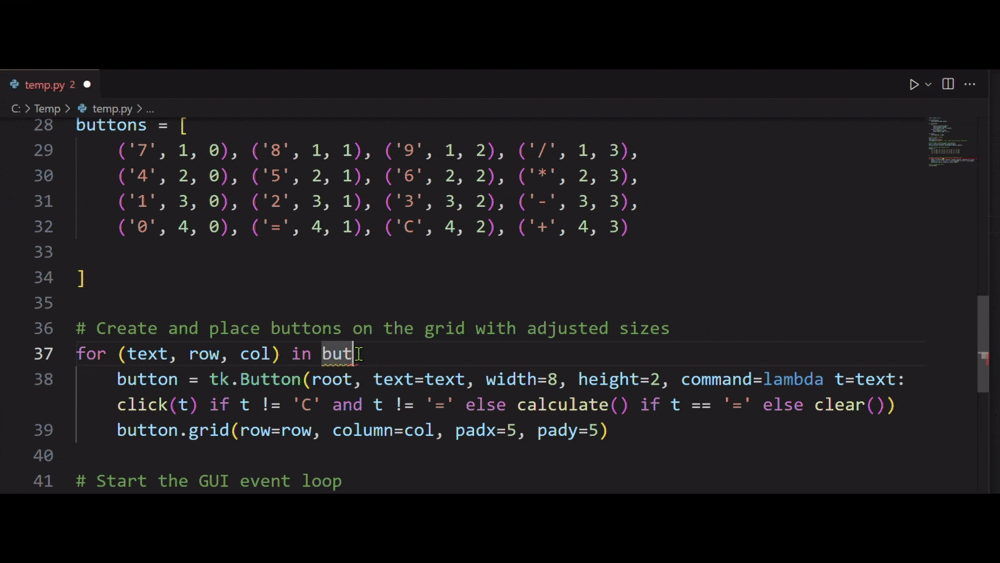 temp.py 2
C: > Temp > temp.py > ...
28 buttons = [
29 ('7', 1, 0), ('8', 1, 1), ('9', 1, 2), ('/', 1, 3),
30 ('4', 2, 0), ('5', 2, 1), ('6', 2, 2), ('*', 2, 3),
31 ('1', 3, 0), ('2', 3, 1), ('3', 3, 2), ('-', 3, 3),
32 ('0', 4, 0), ('=', 4, 1), ('C', 4, 2), ('+', 4, 3)
33
34 ]
35
36 # Create and place buttons on the grid with adjusted sizes
37 for (text, row, col) in but
38 button = tk.Button(root, text=text, width=8, height=2, command=lambda t=text:
click(t) if t != 'C' and t != '=' else calculate() if t == '=' else clear())
39 button.grid(row=row, column=col, padx=5, pady=5)
40
41 # Start the GUI event loop